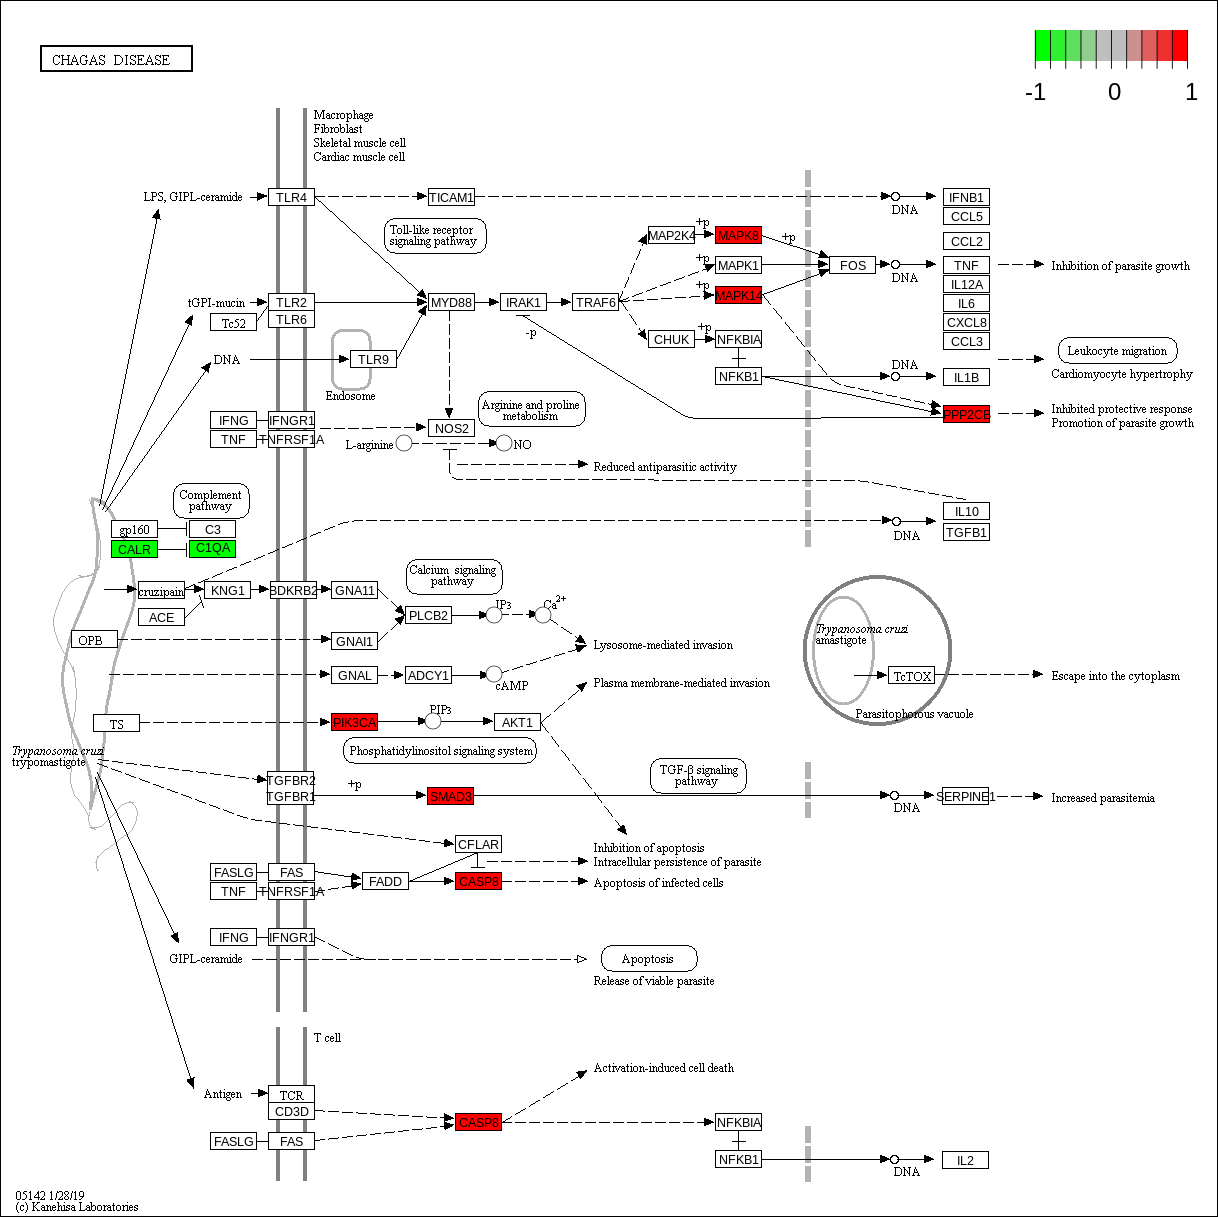 CHAGAS DISEASE
-1 0 1
Macrophage
Fibroblast
Skeletal muscle cell
Cardiac muscle cell
LPS, GIPL-ceramide
TLR4
TICAM1
DNA
IFNB1
CCL5
Toll-like receptor
signaling pathway
MAP2K4
+p
MAPK8
+p
CCL2
+p
MAPK1
FOS
DNA
TNF
Inhibition of parasite growth
IL12A
tGPI-mucin
TLR2
MYD88
IRAK1
TRAF6
+p
MAPK14
IL6
Tc52
TLR6
CXCL8
-p
CHUK
+p
NFKBIA
CCL3
DNA
TLR9
Endosome
Leukocyte migration
NFKB1
DNA
IL1B
Cardiomyocyte hypertrophy
IFNG
IFNGR1
Arginine and proline
metabolism
PPP2CB
Inhibited protective response
Promotion of parasite growth
TNF
TNFRSF1A
NOS2
L-arginine
NO
Reduced antiparasitic activity
Complement
pathway
gp160
C3
CALR
C1QA
IL10
TGFB1
DNA
cruzipain
KNG1
BDKRB2
GNA11
Calcium signaling
pathway
ACE
PLCB2
IP3
Ca2+
OPB
GNAI1
Lysosome-mediated invasion
Trypanosoma cruzi
amastigote
GNAL
ADCY1
cAMP
Plasma membrane-mediated invasion
TcTOX
Escape into the cytoplasm
Parasitophorous vacuole
TS
PIK3CA
PIP3
AKT1
Phosphatidylinositol signaling system
Trypanosoma cruzi
trypomastigote
TGFBR2
TGFBR1
+p
SMAD3
TGF-β signaling
pathway
DNA
SERPINE1
Increased parasitemia
CFLAR
Inhibition of apoptosis
Intracellular persistence of parasite
FASLG
FAS
FADD
CASP8
Apoptosis of infected cells
TNF
TNFRSF1A
IFNG
IFNGR1
GIPL-ceramide
Apoptosis
Release of viable parasite
T cell
Antigen
TCR
CD3D
Activation-induced cell death
CASP8
NFKBIA
FASLG
FAS
NFKB1
DNA
IL2
05142 1/28/19
(c) Kanehisa Laboratories